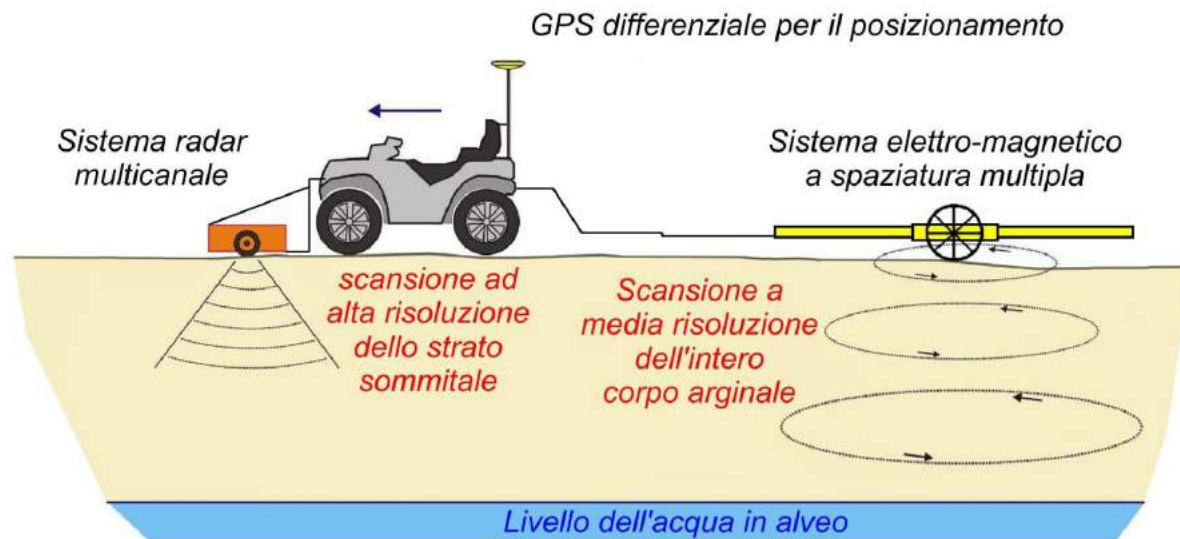 GPS differenziale per il posizionamento
Sistema radar
multicanale
Sistema elettro-magnetico
a spaziatura multipla
scansione ad
alta risoluzione
dello strato
sommitale
Scansione a
media risoluzione
dell'intero
corpo arginale
Livello dell'acqua in alveo